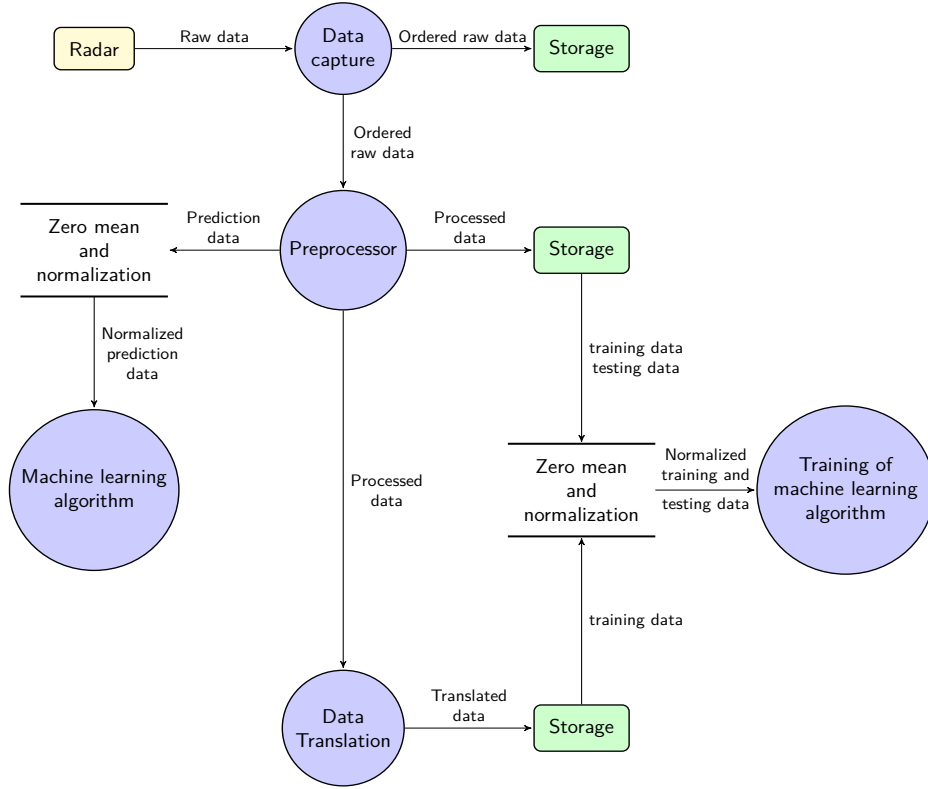 Radar
Raw data
Data
capture
Ordered raw data
Storage
Ordered
raw data
Zero mean
and
normalization
Prediction
data
Preprocessor
Processed
data
Storage
Normalized
prediction
data
training data
testing data
Machine learning
algorithm
Processed
data
Zero mean
and
normalization
Normalized
training and
testing data
Training of
machine learning
algorithm
training data
Data
Translation
Translated
data
Storage